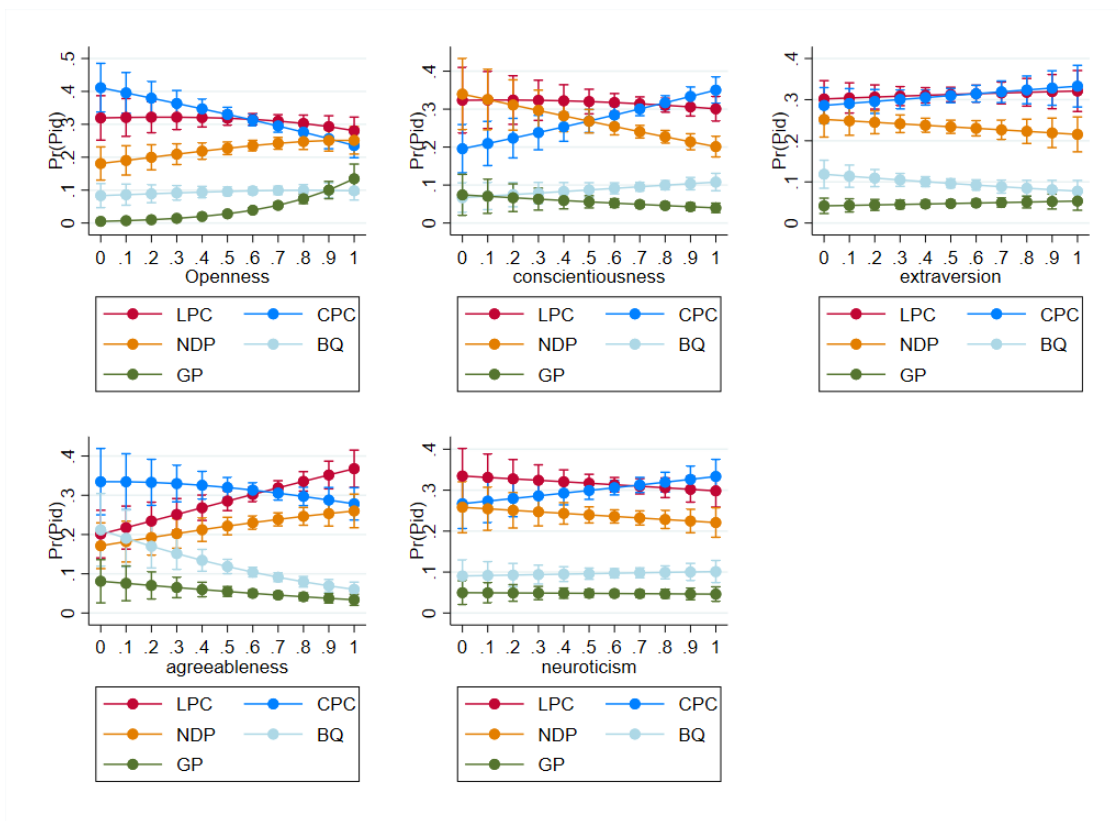 Pr(Pid)
0 .1 .2 .3 .4 .5
0 .1 .2 .3 .4 .5 .6 .7 .8 .9 1
Openness
LPC CPC
NDP BQ
GP
Pr(Pid)
0 .1 .2 .3 .4
0 .1 .2 .3 .4 .5 .6 .7 .8 .9 1
conscientiousness
LPC CPC
NDP BQ
GP
Pr(Pid)
0 .1 .2 .3 .4
0 .1 .2 .3 .4 .5 .6 .7 .8 .9 1
extraversion
LPC CPC
NDP BQ
GP
Pr(Pid)
0 .1 .2 .3 .4
0 .1 .2 .3 .4 .5 .6 .7 .8 .9 1
agreeableness
LPC CPC
NDP BQ
GP
Pr(Pid)
0 .1 .2 .3 .4
0 .1 .2 .3 .4 .5 .6 .7 .8 .9 1
neuroticism
LPC CPC
NDP BQ
GP